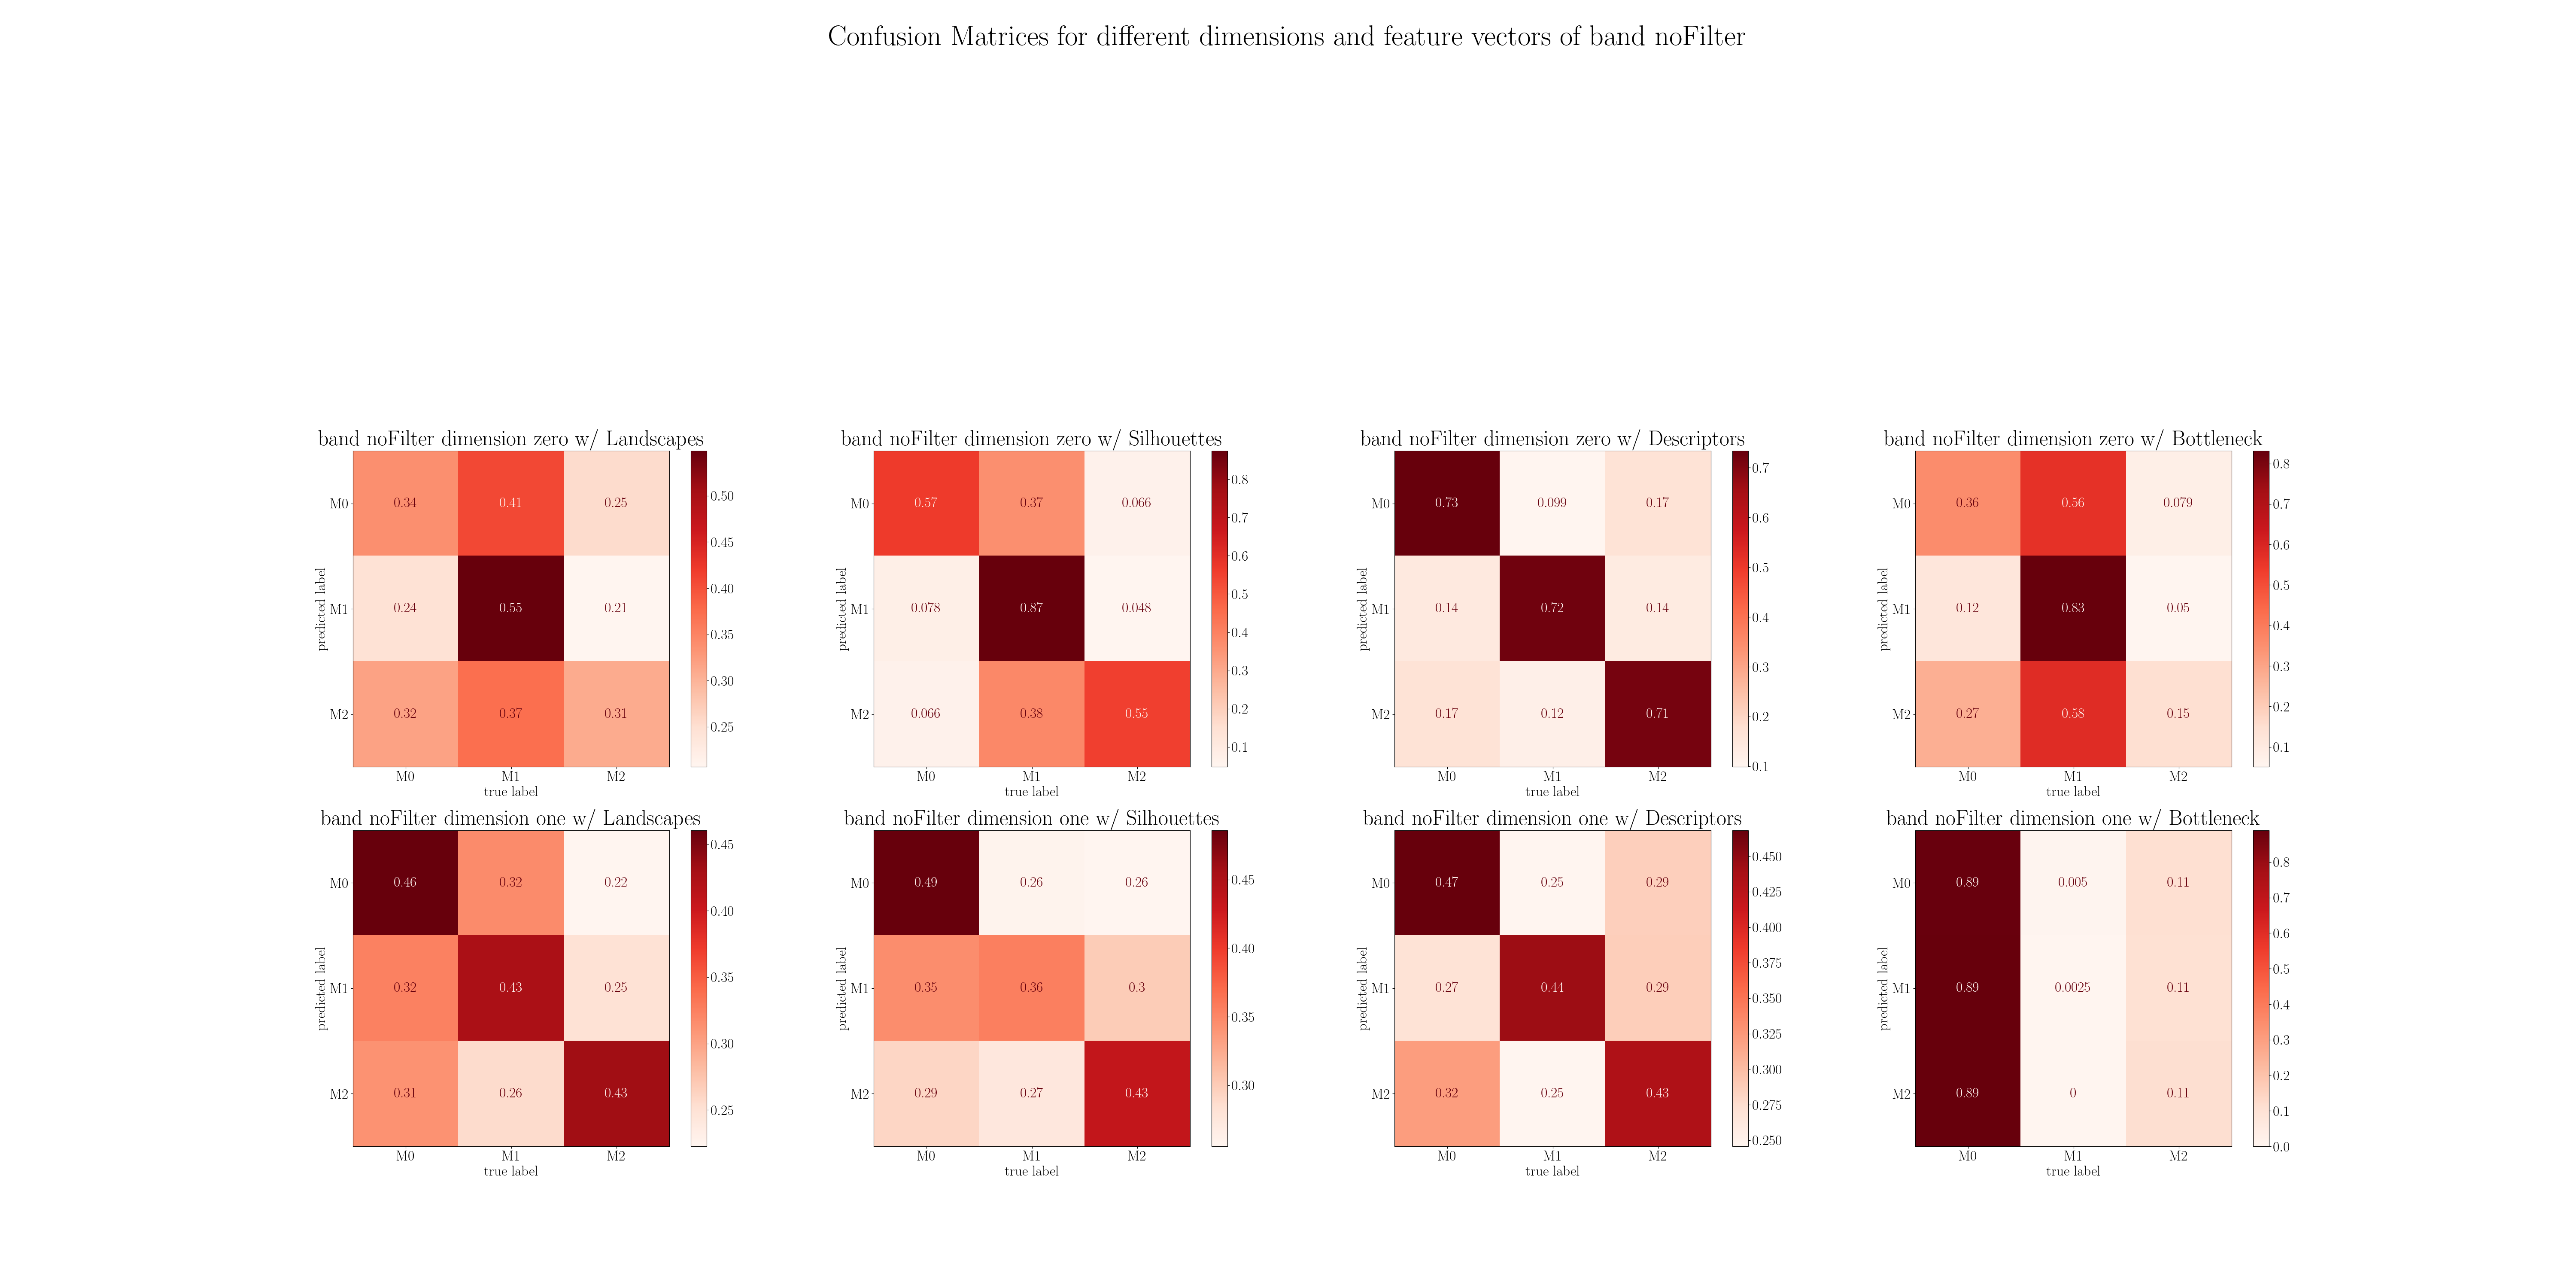 Confusion Matrices for different dimensions and feature vectors of band noFilter
band noFilter dimension zero w/ Landscapes
predicted label
M0 0.34 0.41 0.25
M1 0.24 0.55 0.21
M2 0.32 0.37 0.31
M0 M1 M2
true label
0.50
0.45
0.40
0.35
0.30
0.25
band noFilter dimension zero w/ Silhouettes
predicted label
M0 0.57 0.37 0.066
M1 0.078 0.87 0.048
M2 0.066 0.38 0.55
M0 M1 M2
true label
0.8
0.7
0.6
0.5
0.4
0.3
0.2
0.1
band noFilter dimension zero w/ Descriptors
predicted label
M0 0.73 0.099 0.17
M1 0.14 0.72 0.14
M2 0.17 0.12 0.71
M0 M1 M2
true label
0.7
0.6
0.5
0.4
0.3
0.2
0.1
band noFilter dimension zero w/ Bottleneck
predicted label
M0 0.36 0.56 0.079
M1 0.12 0.83 0.05
M2 0.27 0.58 0.15
M0 M1 M2
true label
0.8
0.7
0.6
0.5
0.4
0.3
0.2
0.1
band noFilter dimension one w/ Landscapes
predicted label
M0 0.46 0.32 0.22
M1 0.32 0.43 0.25
M2 0.31 0.26 0.43
M0 M1 M2
true label
0.45
0.40
0.35
0.30
0.25
band noFilter dimension one w/ Silhouettes
predicted label
M0 0.49 0.26 0.26
M1 0.35 0.36 0.3
M2 0.29 0.27 0.43
M0 M1 M2
true label
0.45
0.40
0.35
0.30
band noFilter dimension one w/ Descriptors
predicted label
M0 0.47 0.25 0.29
M1 0.27 0.44 0.29
M2 0.32 0.25 0.43
M0 M1 M2
true label
0.450
0.425
0.400
0.375
0.350
0.325
0.300
0.275
0.250
band noFilter dimension one w/ Bottleneck
predicted label
M0 0.89 0.005 0.11
M1 0.89 0.0025 0.11
M2 0.89 0 0.11
M0 M1 M2
true label
0.8
0.7
0.6
0.5
0.4
0.3
0.2
0.1
0.0